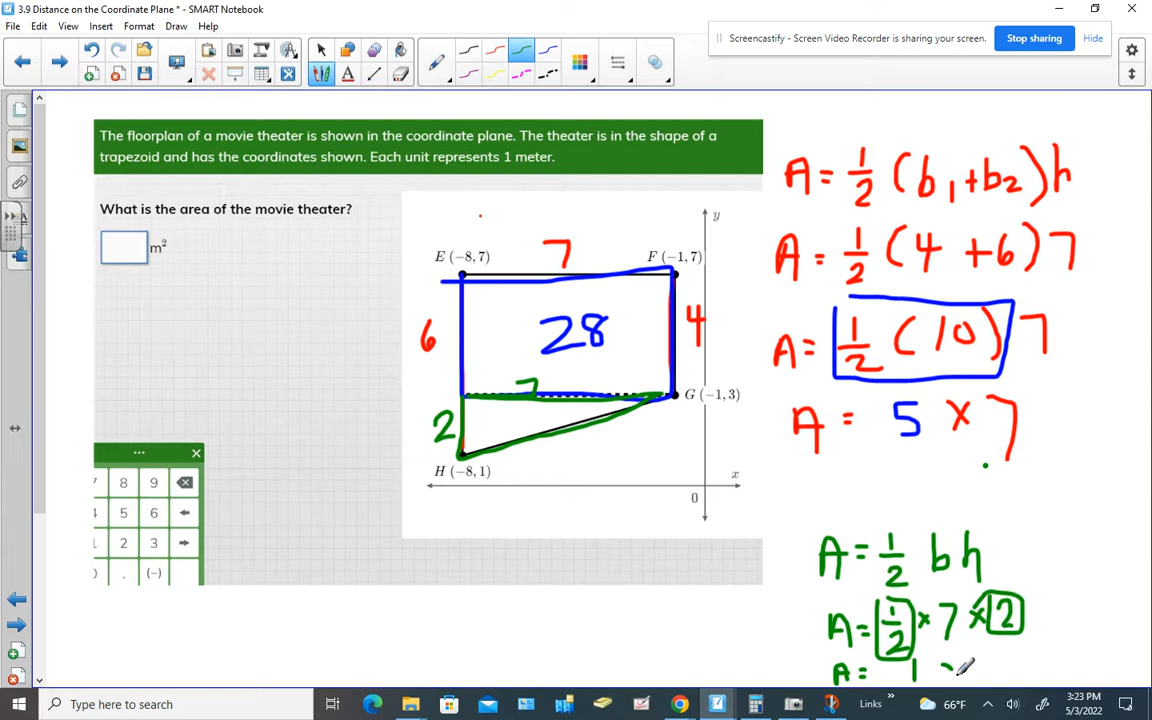 3.9 Distance on the Coordinate Plane * - SMART Notebook
File Edit View Insert Format Draw Help
Screencastify - Screen Video Recorder is sharing your screen.
Stop sharing
Hide
The floorplan of a movie theater is shown in the coordinate plane. The theater is in the shape of a
trapezoid and has the coordinates shown. Each unit represents 1 meter.
What is the area of the movie theater?
m²
y
E (−8, 7)
7
F (−1, 7)
6
28
4
7
G (−1, 3)
2
H (−8, 1)
x
0
A = 1/2 (b₁+b₂)h
A = 1/2 (4 +6) 7
A = 1/2 (10) 7
A = 5 x 7
A = 1/2 bh
A = 1/2 x 7 x 2
A = 1
...
7 8 9
4 5 6
1 2 3
0 . (−)
Type here to search
Links
66°F
3:23 PM
5/3/2022